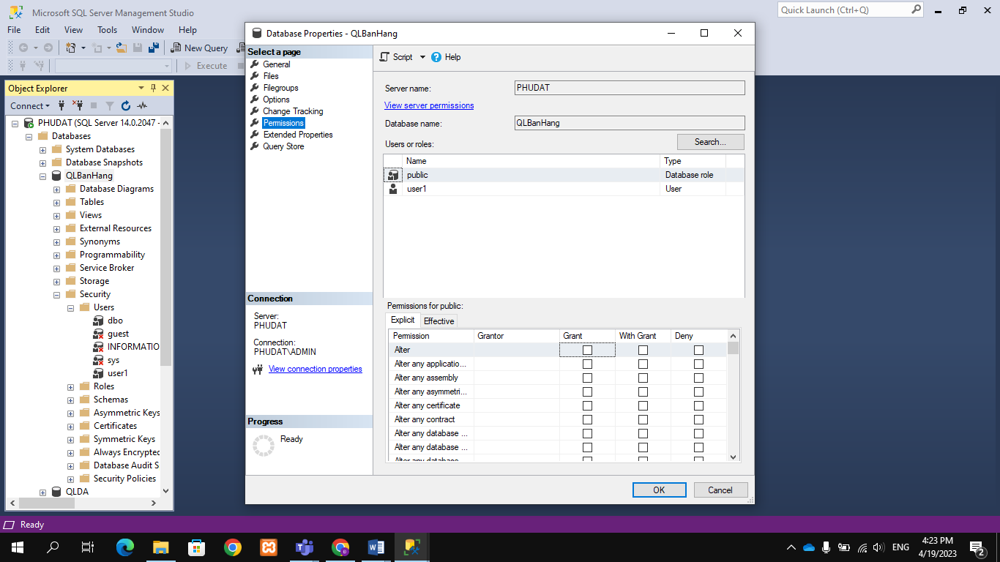 Microsoft SQL Server Management Studio
Quick Launch (Ctrl+Q)
File Edit View Tools Window Help
New Query
Execute
Object Explorer
Connect
PHUDAT (SQL Server 14.0.2047 -
Databases
System Databases
Database Snapshots
QLBanHang
Database Diagrams
Tables
Views
External Resources
Synonyms
Programmability
Service Broker
Storage
Security
Users
dbo
guest
INFORMATIO
sys
user1
Roles
Schemas
Asymmetric Keys
Certificates
Symmetric Keys
Always Encrypted
Database Audit S
Security Policies
QLDA
Database Properties - QLBanHang
Select a page
General
Files
Filegroups
Options
Change Tracking
Permissions
Extended Properties
Query Store
Connection
Server:
PHUDAT
Connection:
PHUDAT\ADMIN
View connection properties
Progress
Ready
Script Help
Server name: PHUDAT
View server permissions
Database name: QLBanHang
Users or roles: Search...
Name Type
public Database role
user1 User
Permissions for public:
Explicit Effective
Permission Grantor Grant With Grant Deny
Alter
Alter any applicatio...
Alter any assembly
Alter any asymmetri...
Alter any certificate
Alter any contract
Alter any database ...
Alter any database ...
Alter any database
OK Cancel
Ready
ENG
4:23 PM
4/19/2023
2